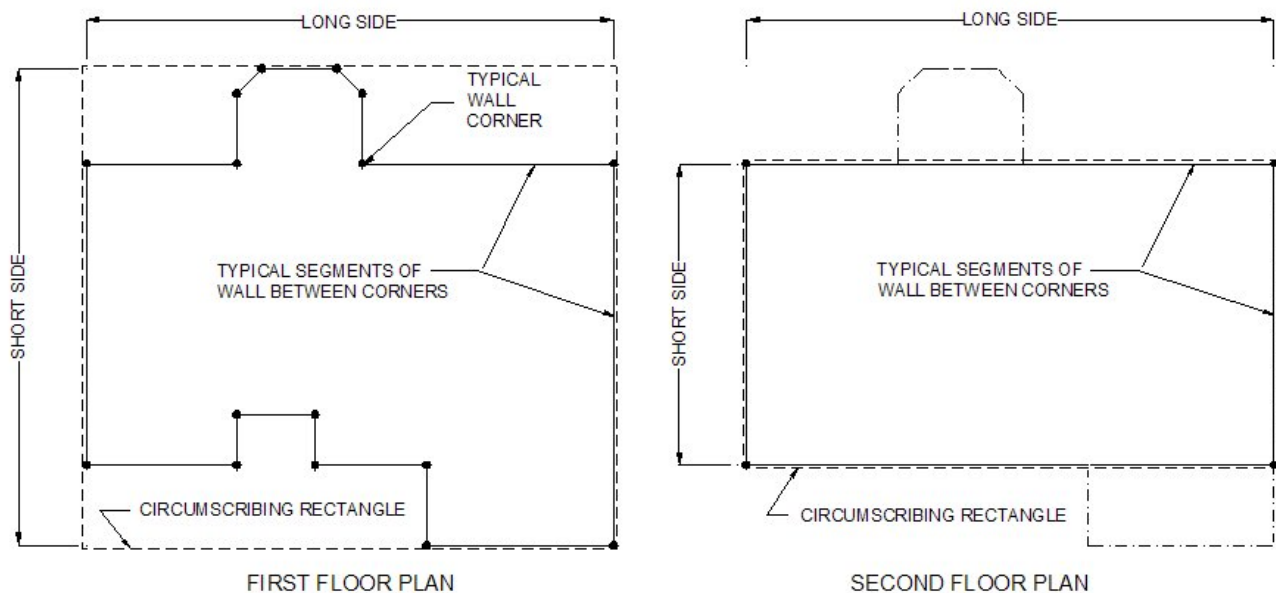 LONG SIDE
TYPICAL
WALL
CORNER
SHORT SIDE
TYPICAL SEGMENTS OF
WALL BETWEEN CORNERS
CIRCUMSCRIBING RECTANGLE
FIRST FLOOR PLAN
LONG SIDE
SHORT SIDE
TYPICAL SEGMENTS OF
WALL BETWEEN CORNERS
CIRCUMSCRIBING RECTANGLE
SECOND FLOOR PLAN